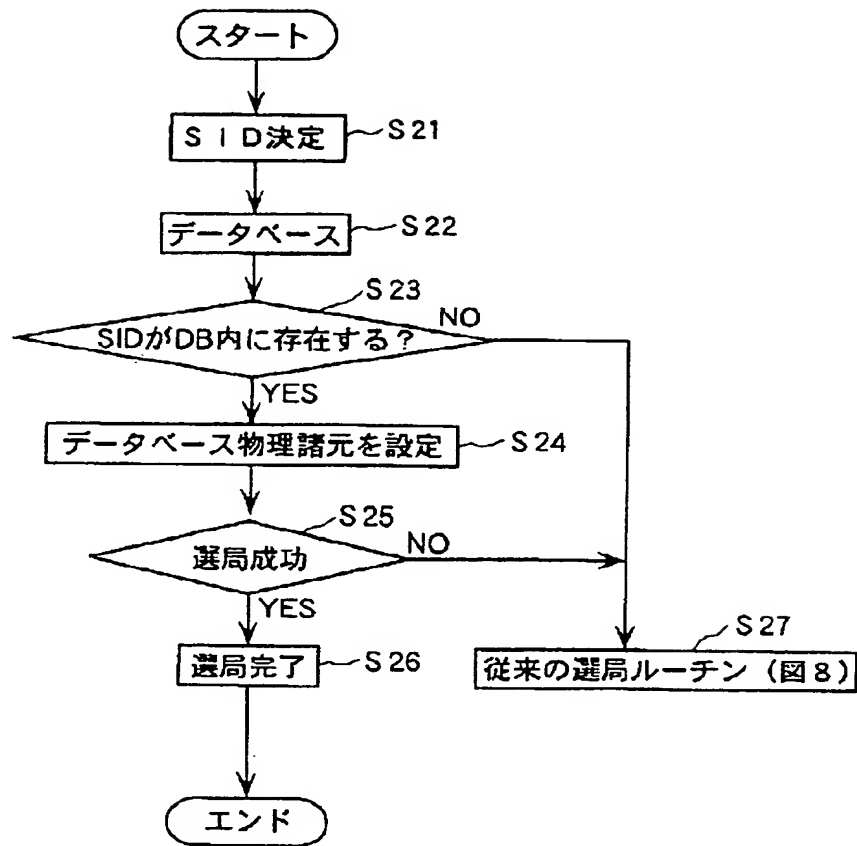 スタート
SID決定 S21
データベース S22
S23
SIDがDB内に存在する? NO
YES
データベース物理諸元を設定 S24
S25
選局成功 NO
YES
選局完了 S26
S27
従来の選局ルーチン(図8)
エンド